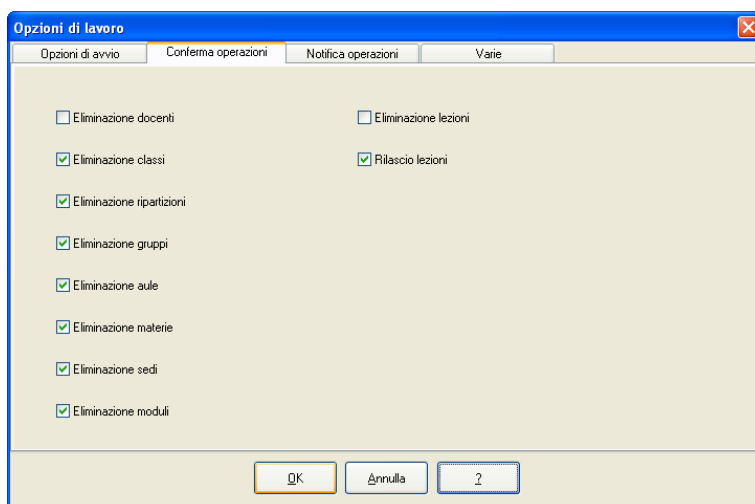 Opzioni di lavoro
Opzioni di avvio
Conferma operazioni
Notifica operazioni
Varie
Eliminazione docenti
Eliminazione lezioni
Eliminazione classi
Rilascio lezioni
Eliminazione ripartizioni
Eliminazione gruppi
Eliminazione aule
Eliminazione materie
Eliminazione sedi
Eliminazione moduli
OK
Annulla
?